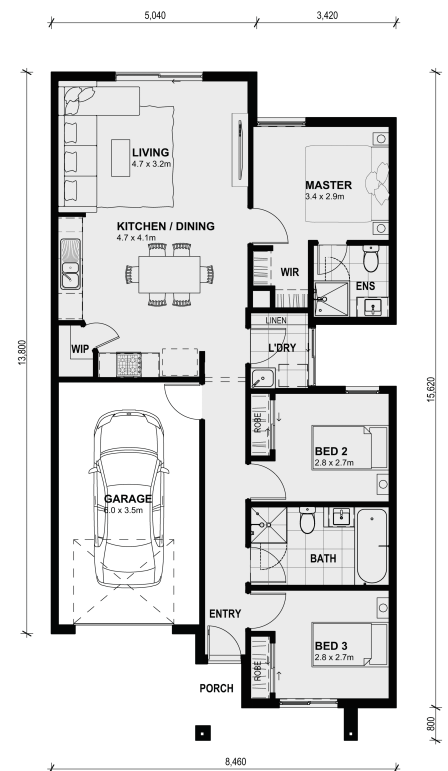 5,040
3,420
LIVING
4.7 x 3.2m
MASTER
3.4 x 2.9m
KITCHEN / DINING
4.7 x 4.1m
WIR
ENS
LINEN
WIP
L'DRY
13,800
15,620
ROBE
BED 2
2.8 x 2.7m
GARAGE
6.0 x 3.5m
BATH
ENTRY
BED 3
2.8 x 2.7m
ROBE
PORCH
800
8,460